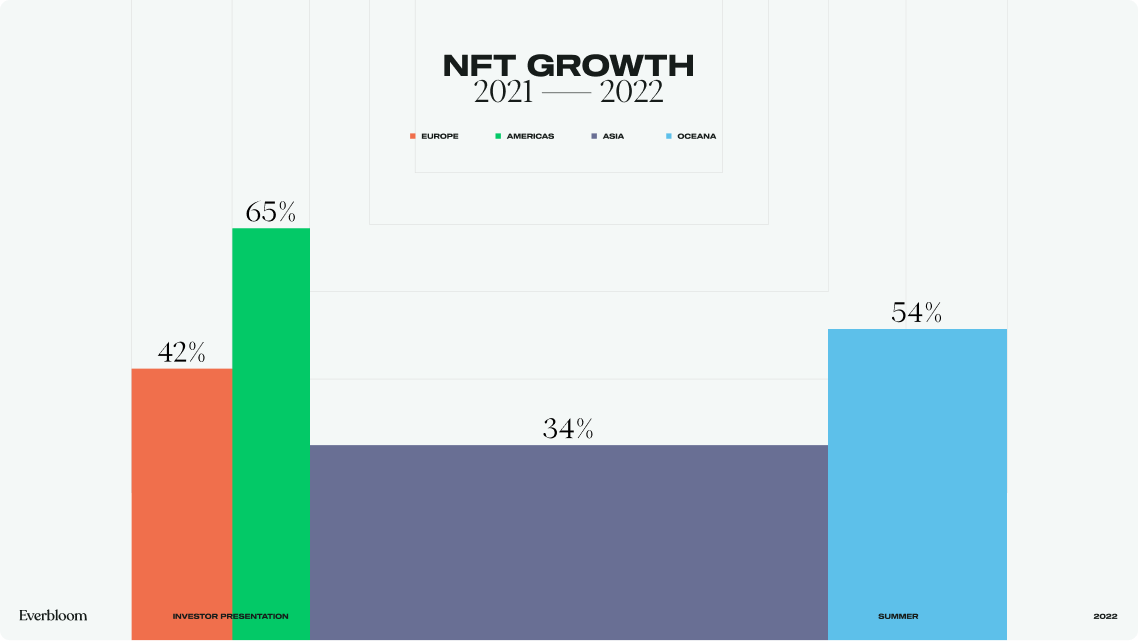 NFT GROWTH
2021 — 2022
EUROPE AMERICAS ASIA OCEANA
65%
54%
42%
34%
Everbloom INVESTOR PRESENTATION SUMMER 2022